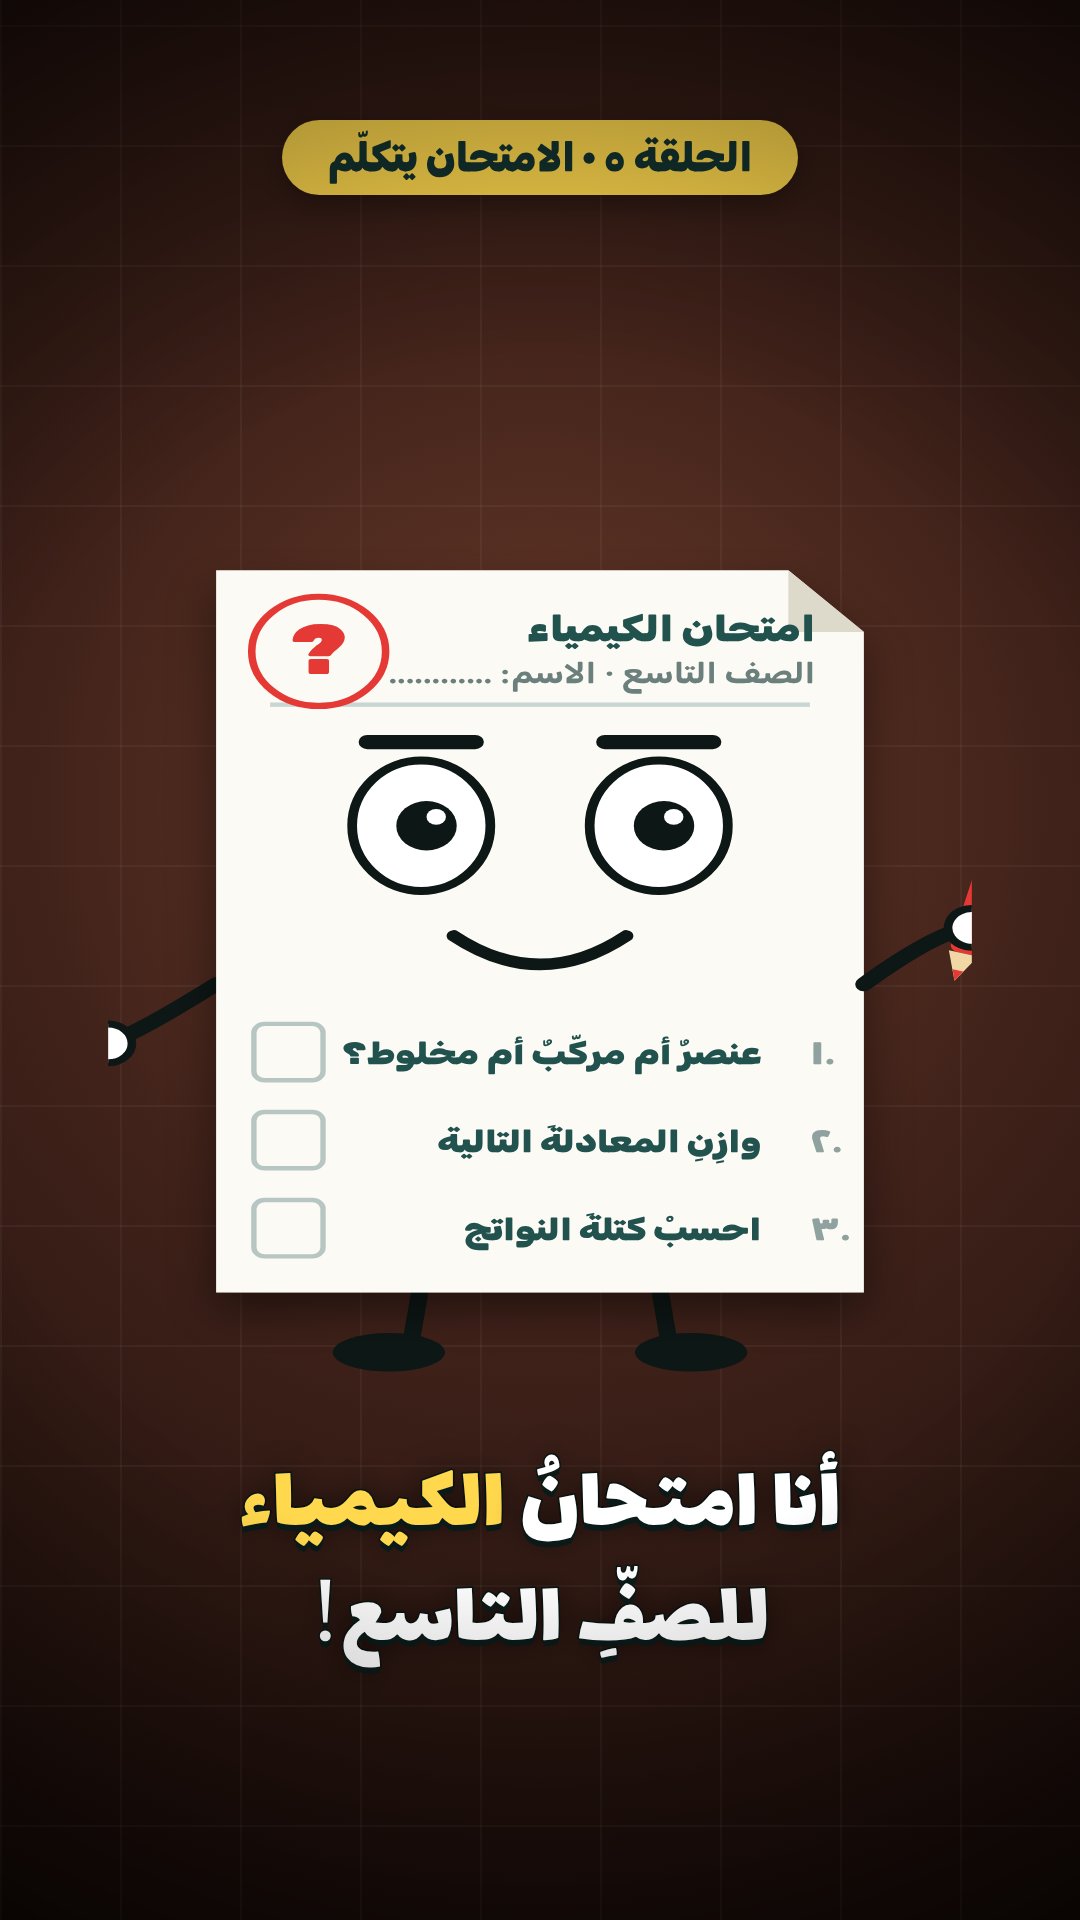 الحلقة ٥ • الامتحان يتكلّم
امتحان الكيمياء
?
الصف التاسع · الاسم: ............
١. عنصرٌ أم مركّبٌ أم مخلوط؟
٢. وازِنِ المعادلةَ التالية
٣. احسبْ كتلةَ النواتج
أنا امتحانُ الكيمياء
للصفِّ التاسع!